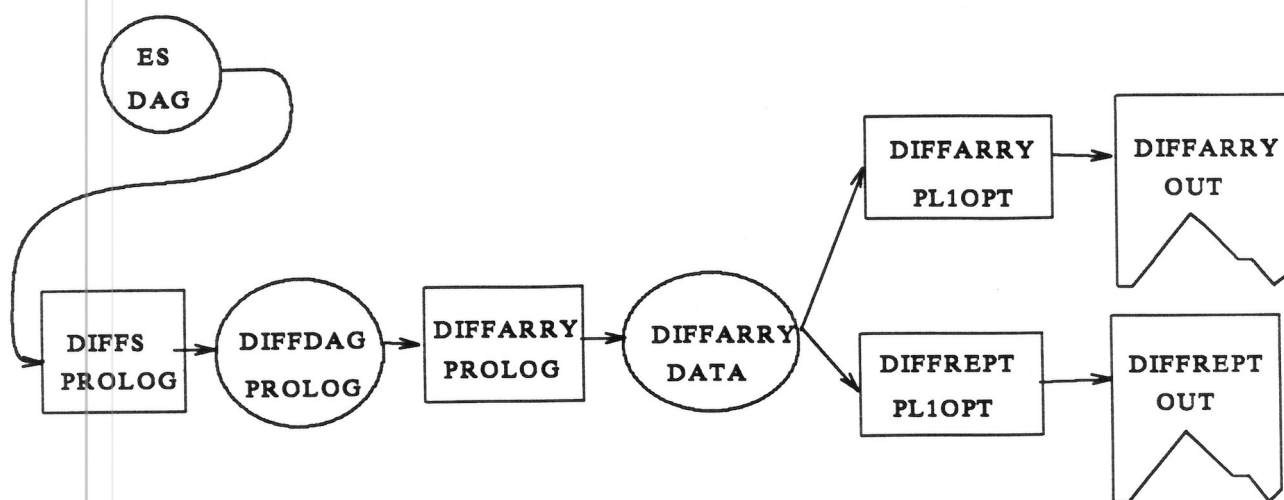 ES
DAG
DIFFS
PROLOG
DIFFDAG
PROLOG
DIFFARRY
PROLOG
DIFFARRY
DATA
DIFFARRY
PL1OPT
DIFFARRY
OUT
DIFFREPT
PL1OPT
DIFFREPT
OUT